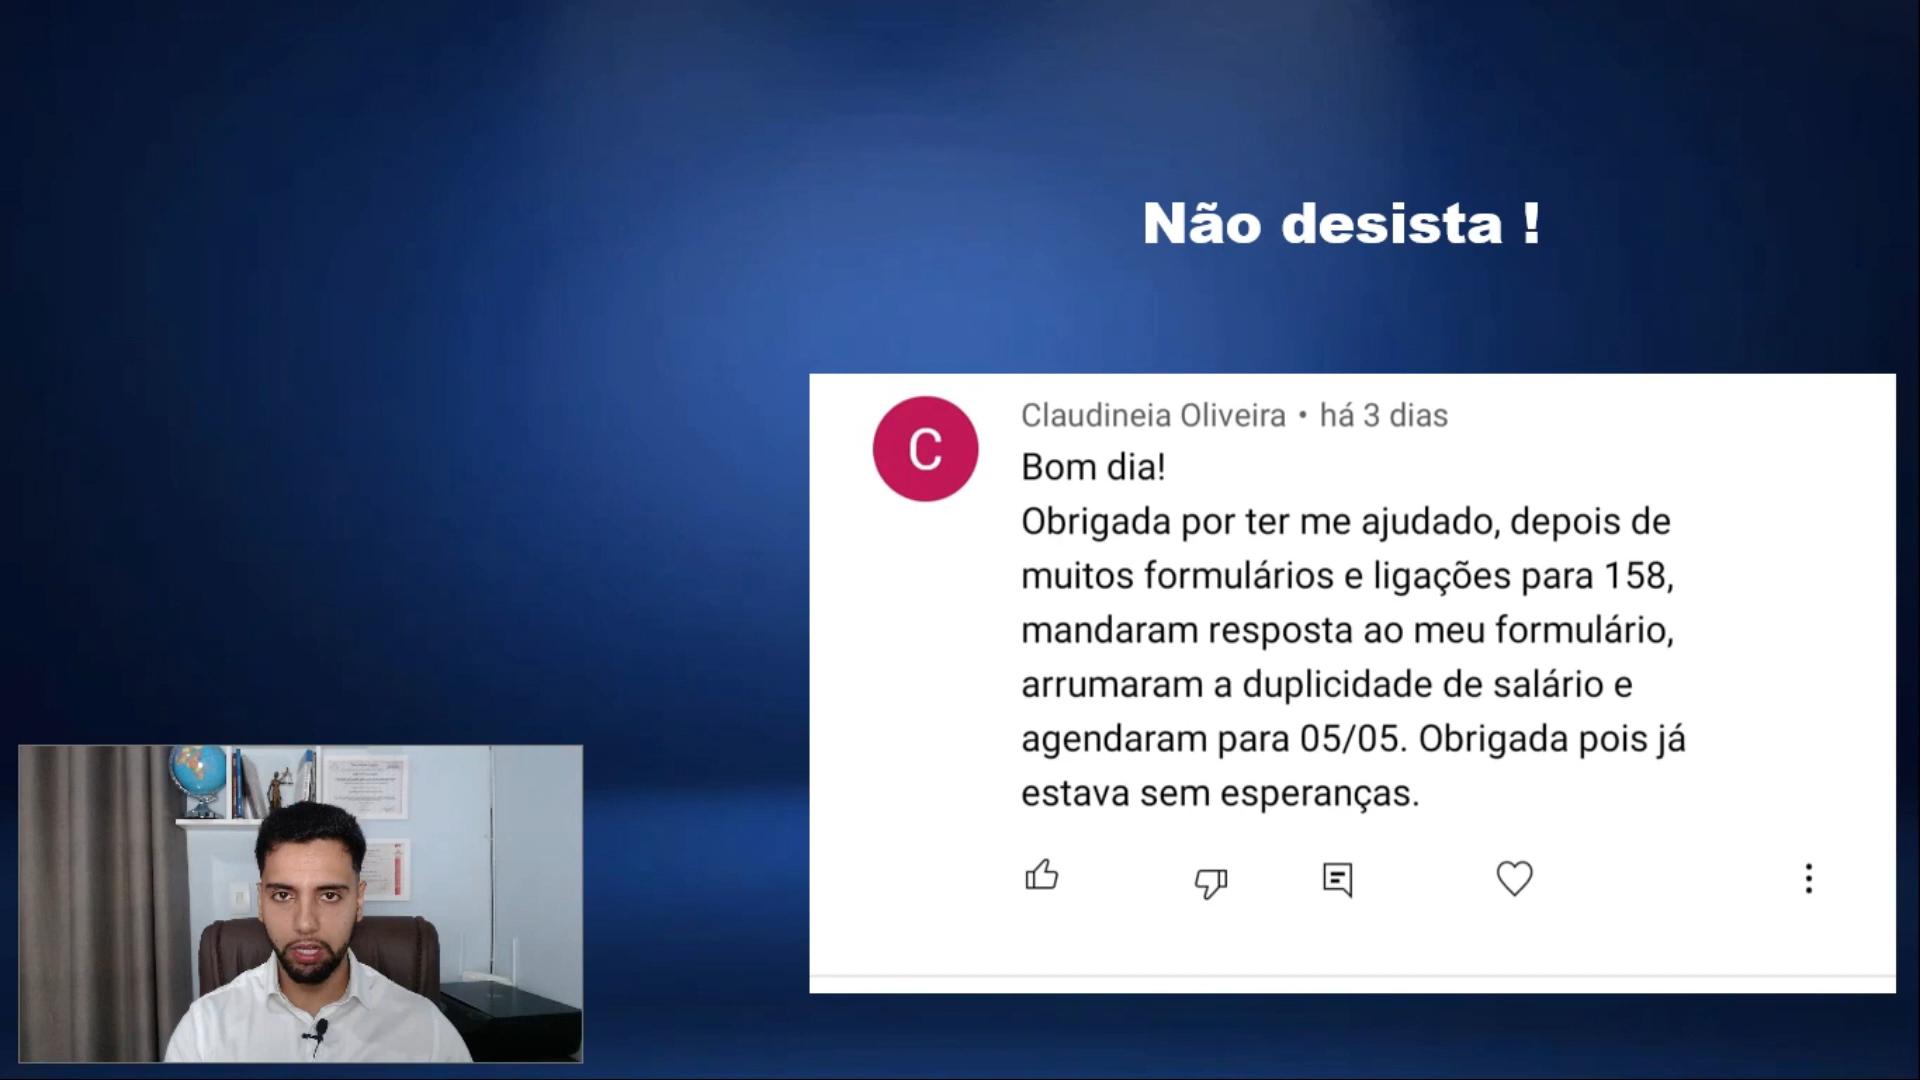 Não desista !
C
Claudineia Oliveira • há 3 dias
Bom dia!
Obrigada por ter me ajudado, depois de
muitos formulários e ligações para 158,
mandaram resposta ao meu formulário,
arrumaram a duplicidade de salário e
agendaram para 05/05. Obrigada pois já
estava sem esperanças.